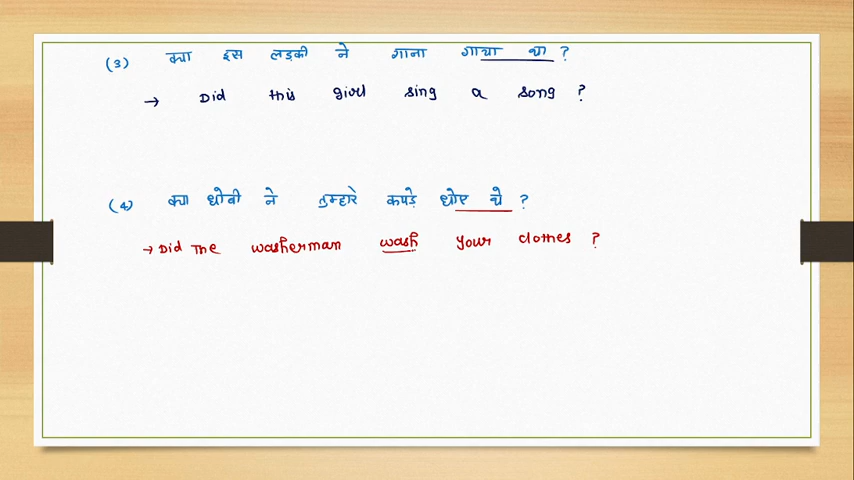 (3) क्या इस लड़की ने गाना गाया था ?
→ Did this girl sing a song ?
(4) क्या धोबी ने तुम्हारे कपड़े धोए थे ?
→ Did The washerman wash your clothes ?